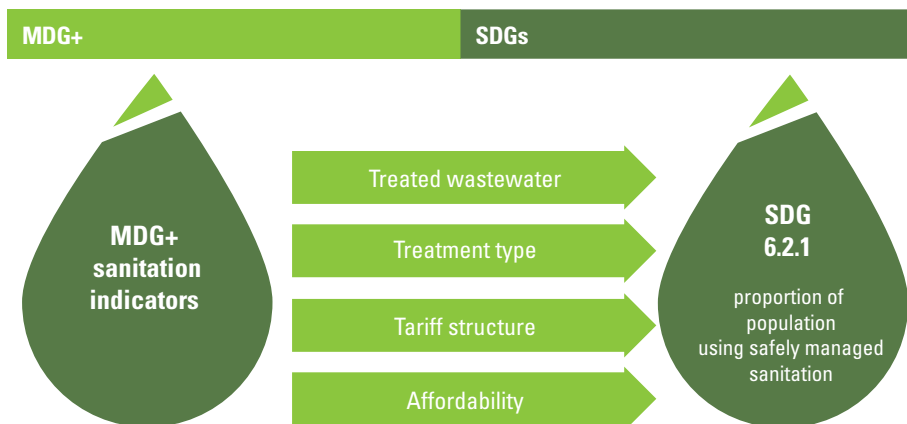 MDG+
SDGs
MDG+
sanitation
indicators
Treated wastewater
Treatment type
Tariff structure
Affordability
SDG
6.2.1
proportion of
population
using safely managed
sanitation